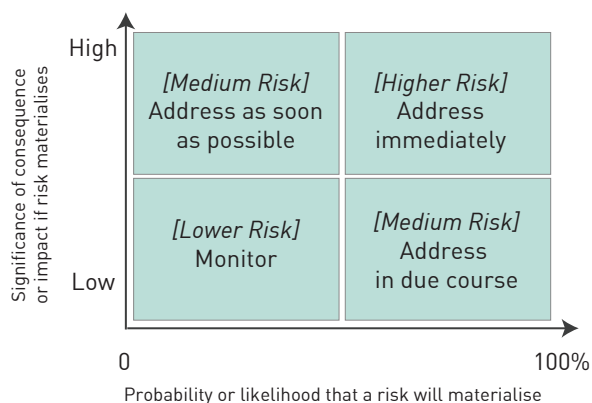 High
[Medium Risk]
Address as soon
as possible
[Higher Risk]
Address
immediately
Significance of consequence
or impact if risk materialises
[Lower Risk]
Monitor
[Medium Risk]
Address
in due course
Low
0
100%
Probability or likelihood that a risk will materialise